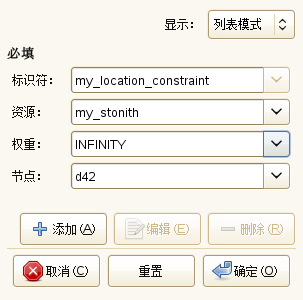 显示： 列表模式
必填
标识符： my_location_constraint
资源： my_stonith
权重： INFINITY
节点： d42
添加(A) 编辑(E) 删除(R)
取消(C) 重置 确定(O)